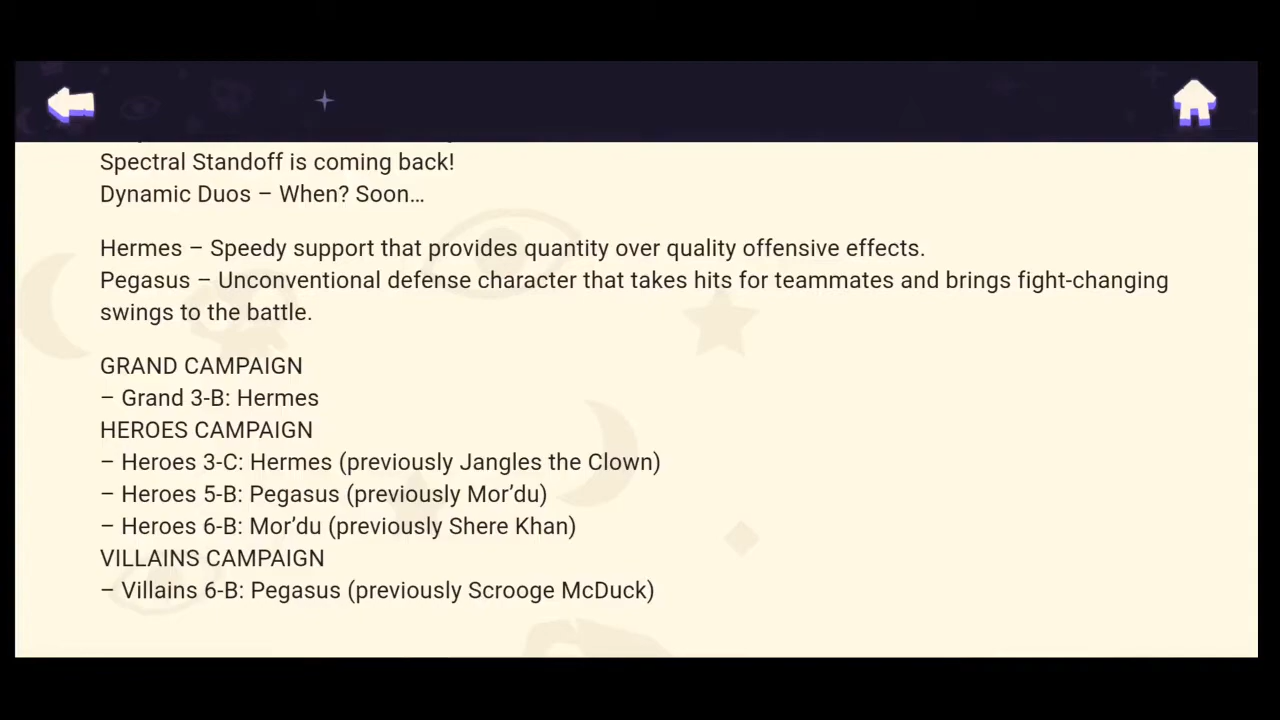 Spectral Standoff is coming back!
Dynamic Duos – When? Soon…
Hermes – Speedy support that provides quantity over quality offensive effects.
Pegasus – Unconventional defense character that takes hits for teammates and brings fight-changing
swings to the battle.
GRAND CAMPAIGN
– Grand 3-B: Hermes
HEROES CAMPAIGN
– Heroes 3-C: Hermes (previously Jangles the Clown)
– Heroes 5-B: Pegasus (previously Mor’du)
– Heroes 6-B: Mor’du (previously Shere Khan)
VILLAINS CAMPAIGN
– Villains 6-B: Pegasus (previously Scrooge McDuck)